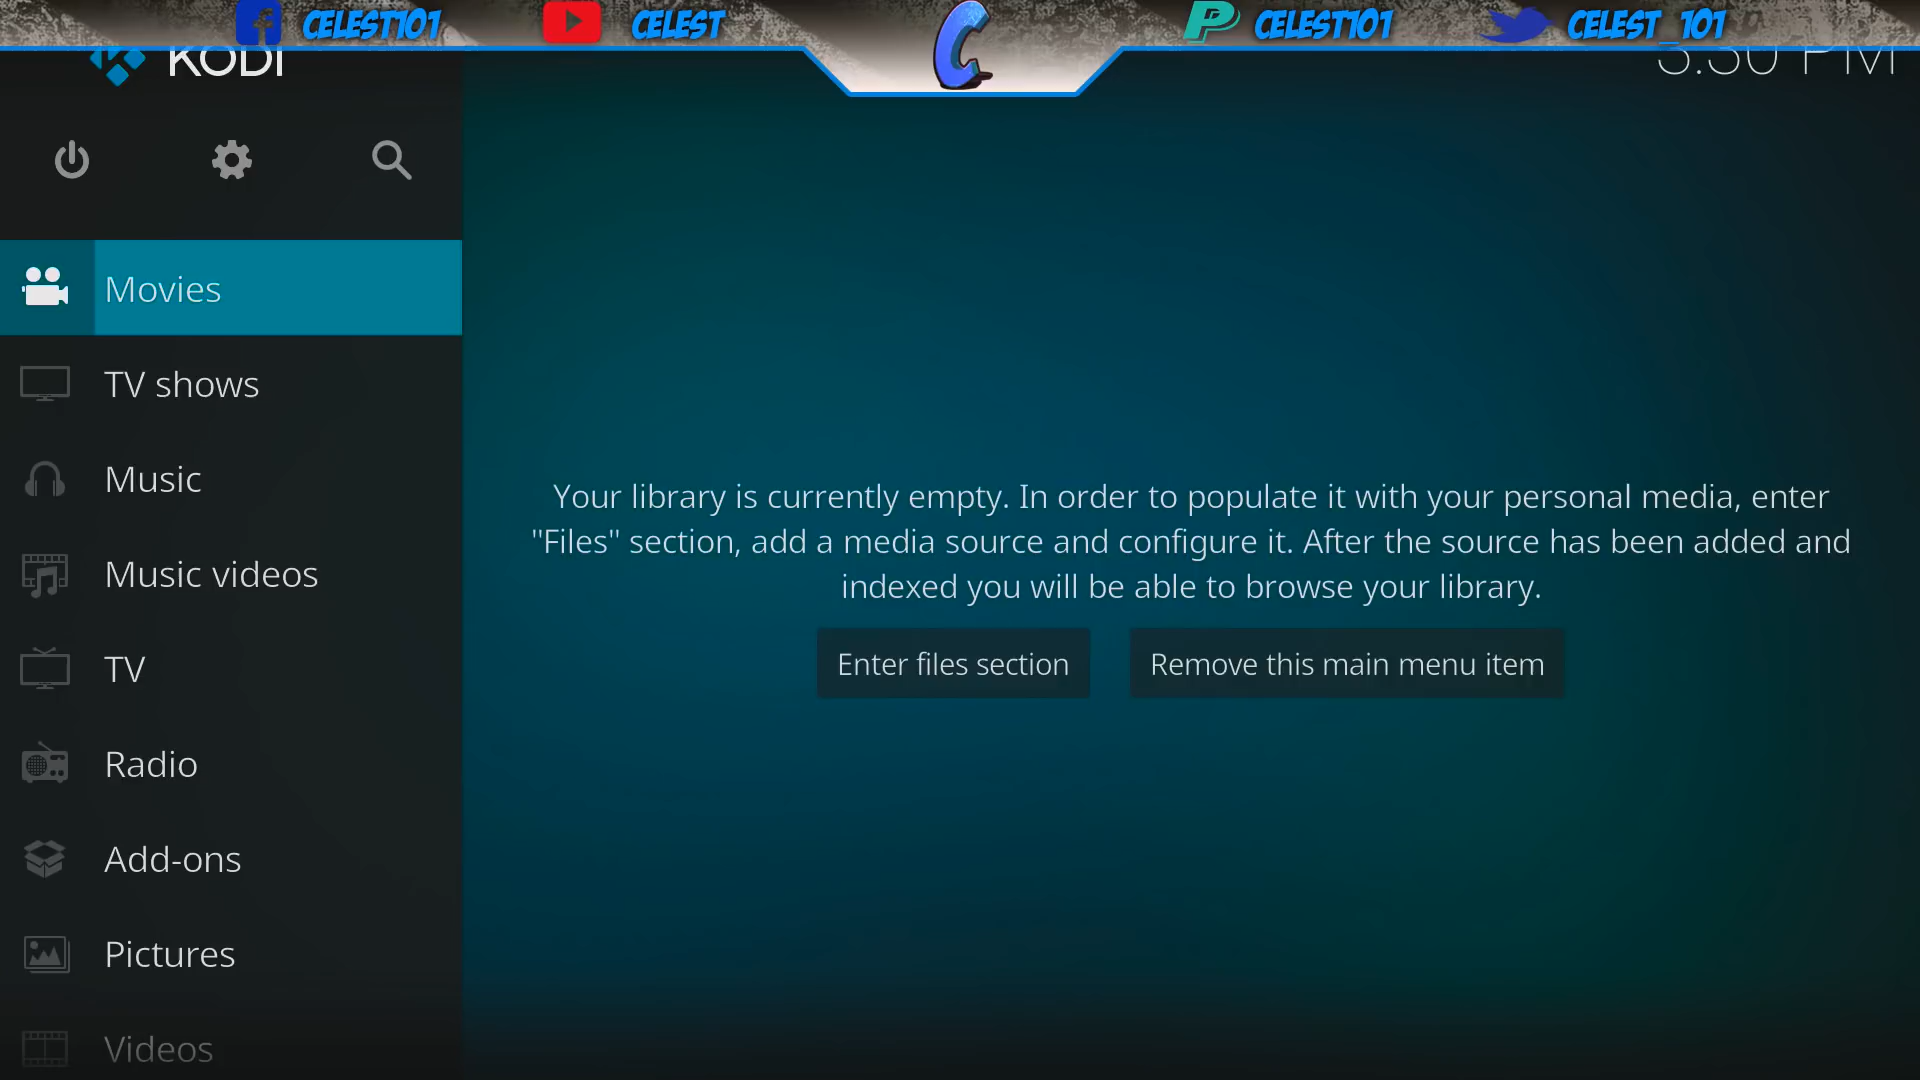 CELEST101
CELEST
CELEST101
CELEST_101
KODI
Movies
TV shows
Music
Music videos
TV
Radio
Add-ons
Pictures
Videos
Your library is currently empty. In order to populate it with your personal media, enter
"Files" section, add a media source and configure it. After the source has been added and
indexed you will be able to browse your library.
Enter files section
Remove this main menu item